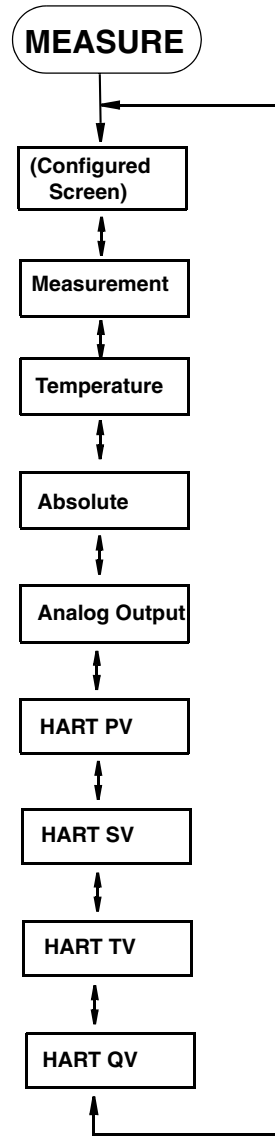 MEASURE
(Configured
Screen)
Measurement
Temperature
Absolute
Analog Output
HART PV
HART SV
HART TV
HART QV